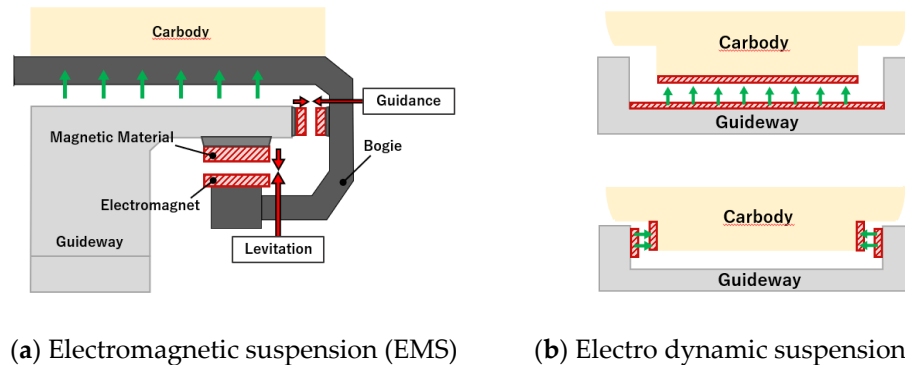 Carbody
Guidance
Magnetic Material
Bogie
Electromagnet
Guideway
Levitation
Carbody
Guideway
Carbody
Guideway
(a) Electromagnetic suspension (EMS)
(b) Electro dynamic suspension